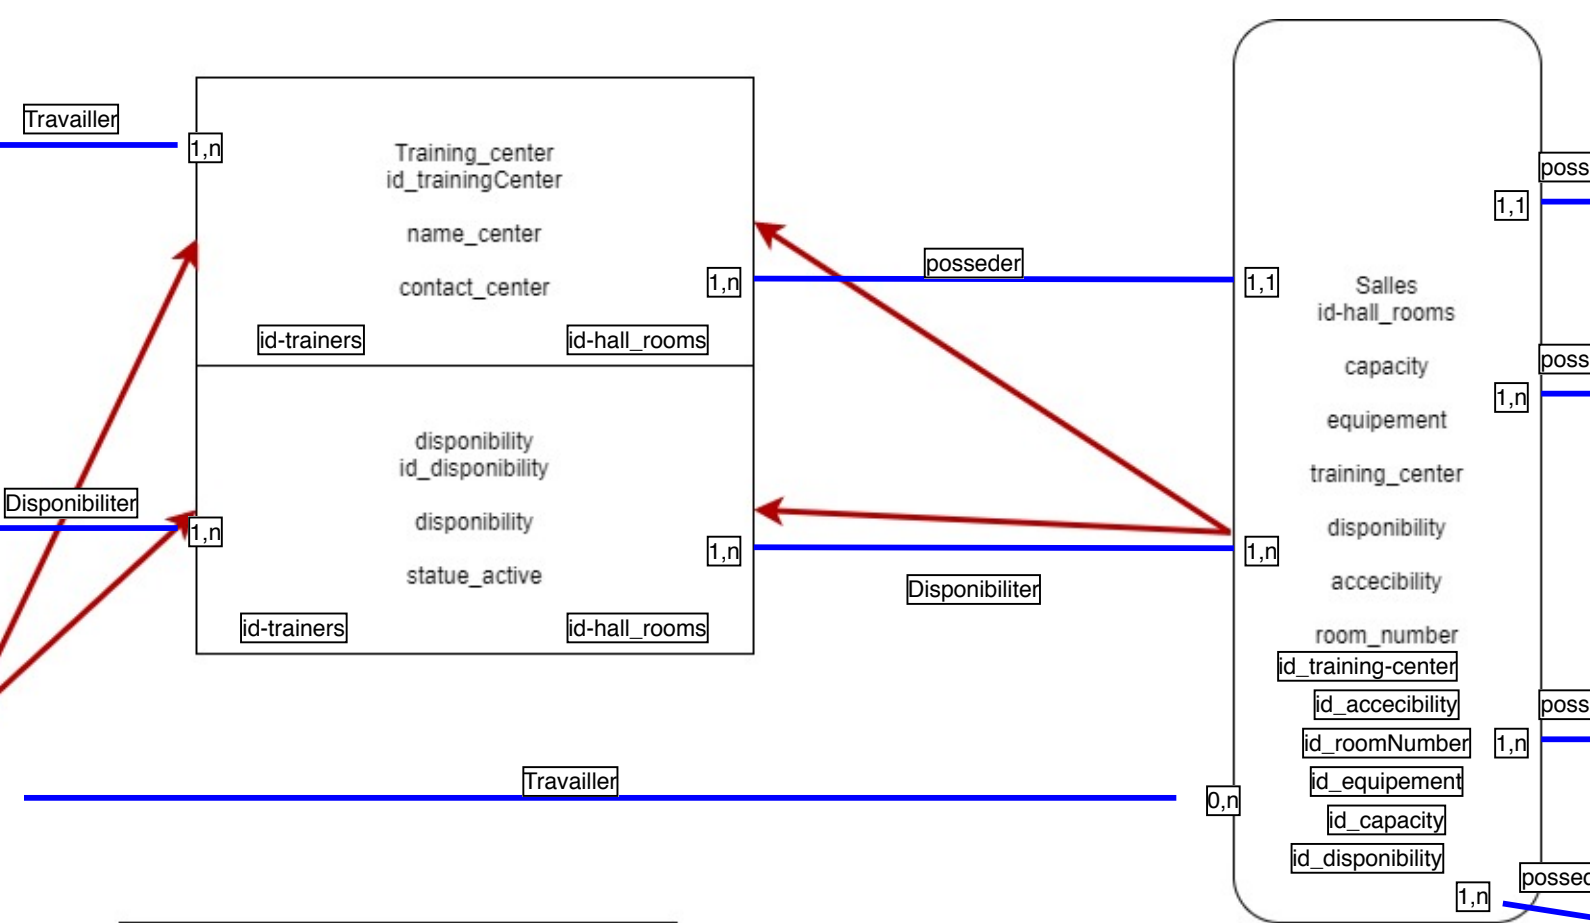 Travailler
1,n
Training_center
id_trainingCenter
name_center
contact_center
id-trainers
id-hall_rooms
1,n
posseder
1,1
disponibility
id_disponibility
disponibility
statue_active
id-trainers
id-hall_rooms
Disponibiliter
1,n
1,n
Disponibiliter
1,n
Travailler
0,n
Salles
id-hall_rooms
capacity
equipement
training_center
disponibility
accecibility
room_number
id_training-center
id_accecibility
id_roomNumber
id_equipement
id_capacity
id_disponibility
poss
1,1
poss
1,n
poss
1,n
possed
1,n